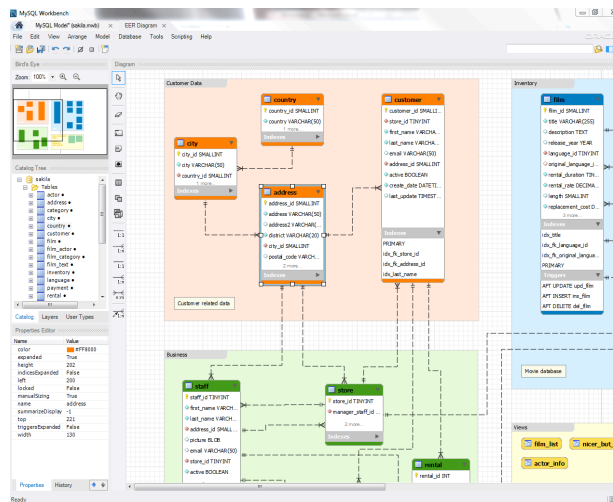 MySQL Workbench
MySQL Model* (sakila.mwb) × EER Diagram ×
File Edit View Arrange Model Database Tools Scripting Help
Bird's Eye
Zoom: 100%
Catalog Tree
sakila
Tables
actor
address
category
city
country
customer
film
film_actor
film_category
film_text
inventory
language
payment
rental
Catalog Layers User Types
Properties Editor
Name Value
color #FF8000
expanded True
height 202
indicesExpanded False
left 200
locked False
manualSizing True
name address
summarizeDisplay -1
top 221
triggersExpanded False
width 130
Properties History
Ready
Diagram
1:1
1:1
Customer Data
country
country_id SMALLINT
country VARCHAR(50)
1 more...
Indexes
city
city_id SMALLINT
city VARCHAR(50)
country_id SMALLINT
1 more...
Indexes
address
address_id SMALLINT
address VARCHAR(50)
address2 VARCHAR(...
district VARCHAR(20)
city_id SMALLINT
postal_code VARCH...
2 more...
Indexes
customer
customer_id SMALLI...
store_id TINYINT
first_name VARCHA...
last_name VARCHA...
email VARCHAR(50)
address_id SMALLINT
active BOOLEAN
create_date DATETI...
last_update TIMEST...
Indexes
PRIMARY
idx_fk_store_id
idx_fk_address_id
idx_last_name
Customer related data
Inventory
film
film_id SMALLINT
title VARCHAR(255)
description TEXT
release_year YEAR
language_id TINYINT
original_language_i...
rental_duration TIN...
rental_rate DECIMA...
length SMALLINT
replacement_cost D...
3 more...
Indexes
idx_title
idx_fk_language_id
idx_fk_original_langua...
PRIMARY
Triggers
AFT UPDATE upd_film
AFT INSERT ins_film
AFT DELETE del_film
Movie database
Business
staff
staff_id TINYINT
first_name VARCH...
last_name VARCH...
address_id SMALL...
picture BLOB
email VARCHAR(50)
store_id TINYINT
active BOOLEAN
store
store_id TINYINT
manager_staff_id ...
2 more...
Indexes
rental
rental_id INT
Views
film_list
nicer_but_
actor_info